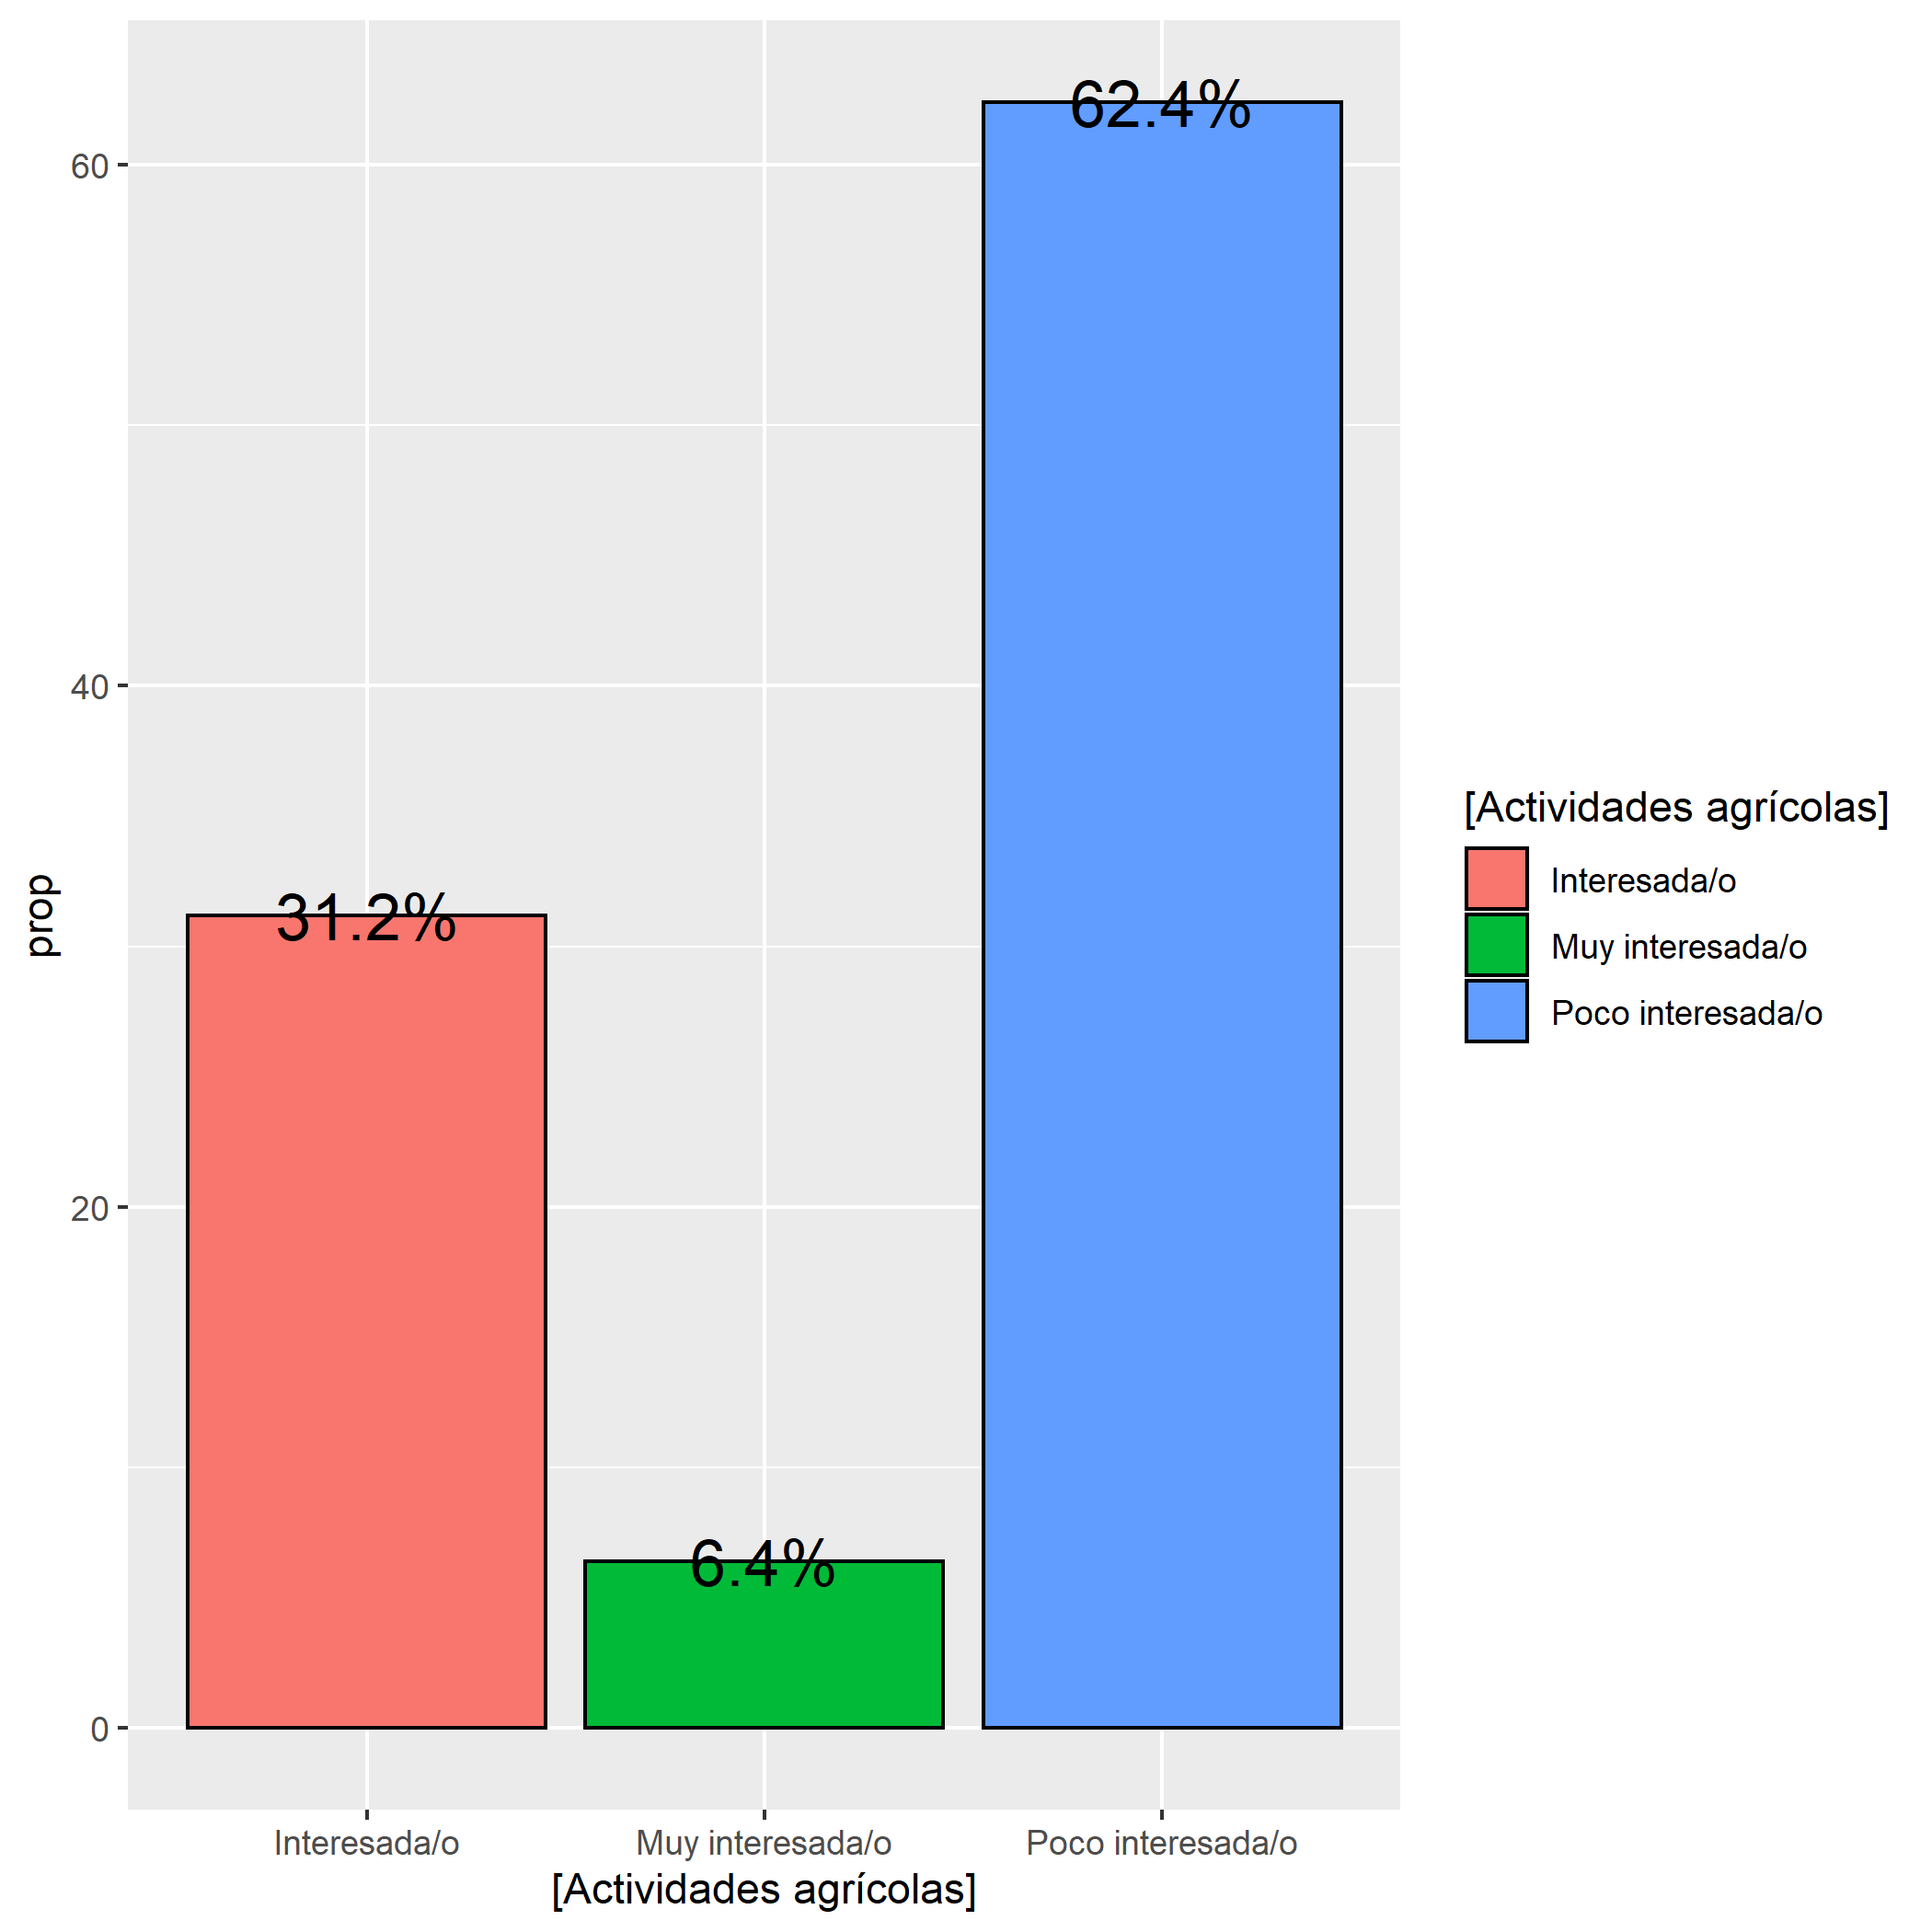 62.4%
60
40
31.2%
20
6.4%
0
prop
Interesada/o
Muy interesada/o
Poco interesada/o
[Actividades agrícolas]
[Actividades agrícolas]
Interesada/o
Muy interesada/o
Poco interesada/o